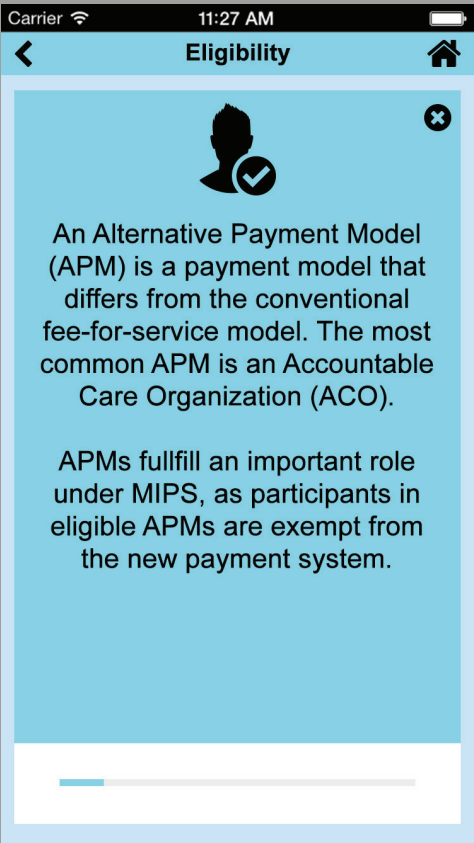 Carrier 11:27 AM
Eligibility
An Alternative Payment Model
(APM) is a payment model that
differs from the conventional
fee-for-service model. The most
common APM is an Accountable
Care Organization (ACO).
APMs fullfill an important role
under MIPS, as participants in
eligible APMs are exempt from
the new payment system.